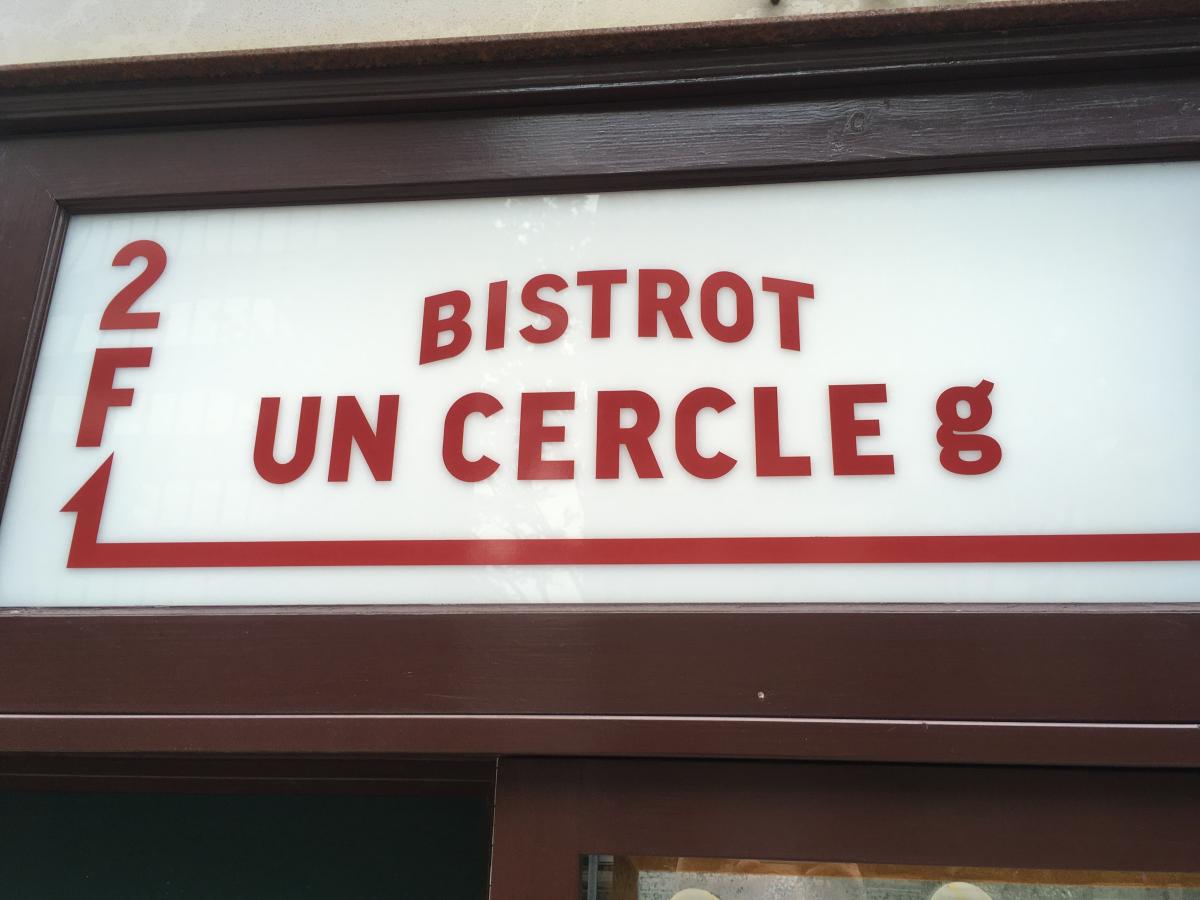 2F
BISTROT
UN CERCLE g